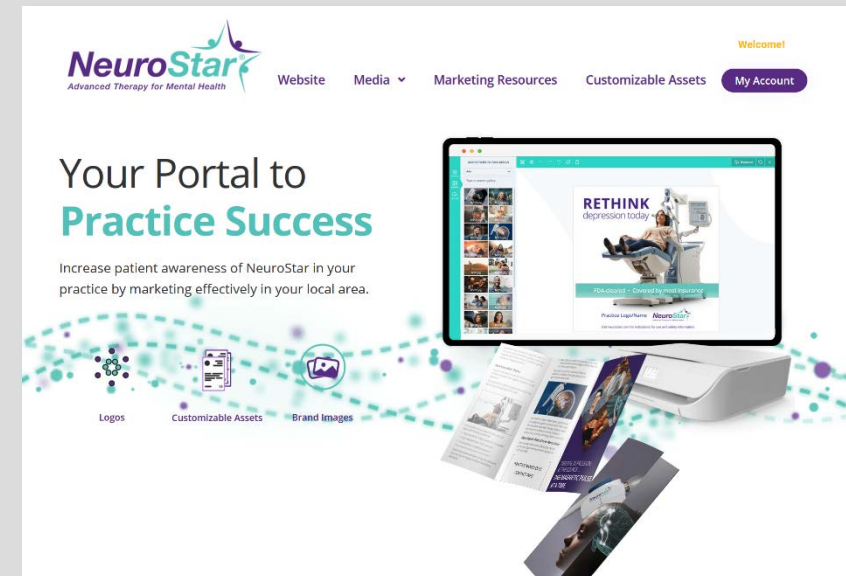 Welcome!
NeuroStar®
Advanced Therapy for Mental Health
Website
Media
Marketing Resources
Customizable Assets
My Account
Your Portal to
Practice Success
Increase patient awareness of NeuroStar in your
practice by marketing effectively in your local area.
RETHINK
depression today
FDA-cleared • Covered by most insurance
Practice Logo/Name
NeuroStar
Logos
Customizable Assets
Brand Images
NeuroStar